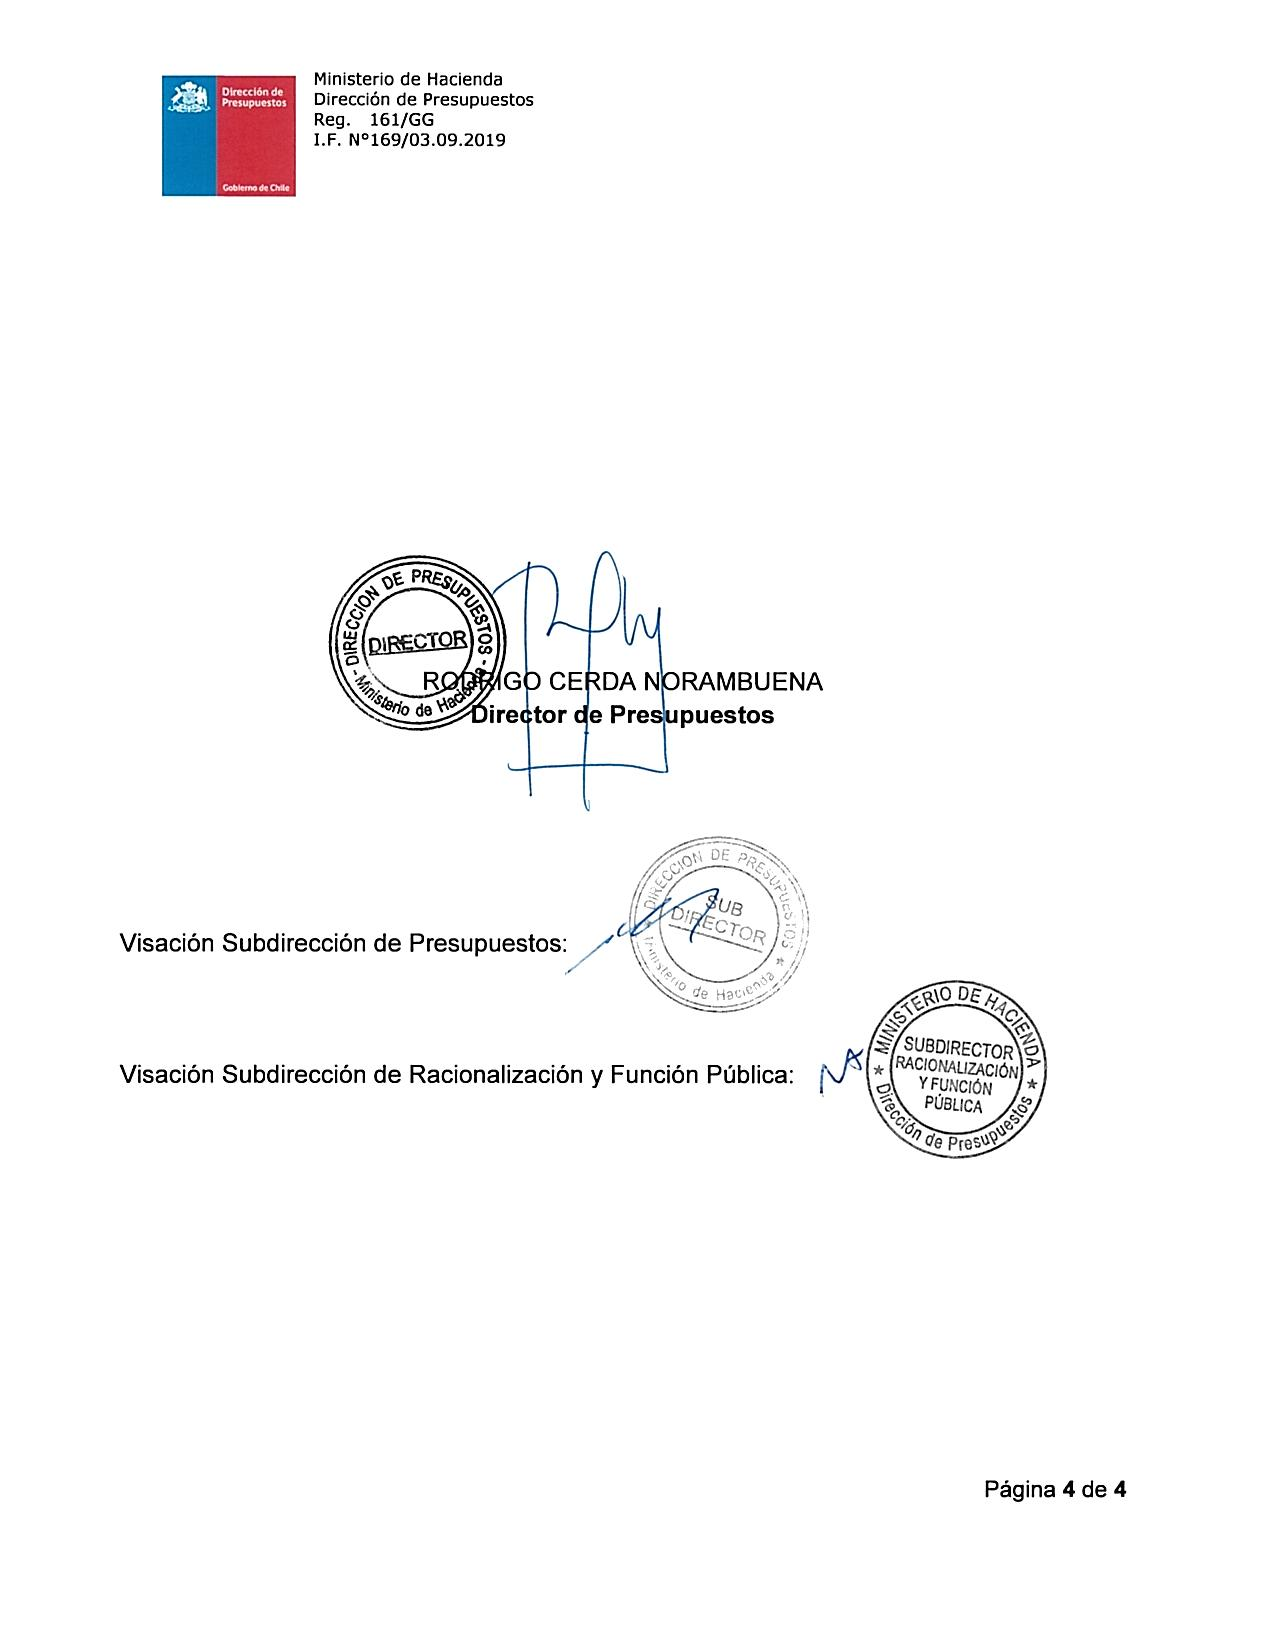 Dirección de
Presupuestos
Gobierno de Chile
Ministerio de Hacienda
Dirección de Presupuestos
Reg. 161/GG
I.F. N°169/03.09.2019
DIRECCION DE PRESUPUESTOS
DIRECTOR
- Ministerio de Hacienda -
RODRIGO CERDA NORAMBUENA
Director de Presupuestos
DIRECCION DE PRESUPUESTOS
SUB
DIRECTOR
Ministerio de Hacienda
Visación Subdirección de Presupuestos:
Visación Subdirección de Racionalización y Función Pública:
MINISTERIO DE HACIENDA
SUBDIRECTOR
RACIONALIZACIÓN
Y FUNCIÓN
PÚBLICA
Dirección de Presupuestos
Página 4 de 4